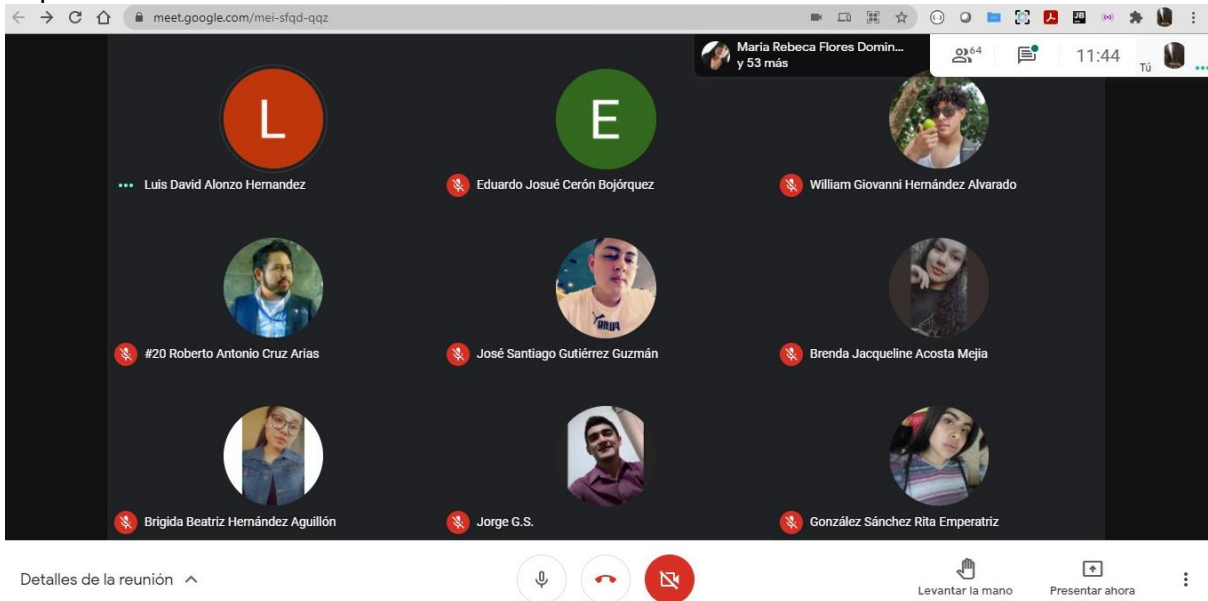 meet.google.com/mei-sfqd-qqz
JB
Maria Rebeca Flores Domin...
y 53 más
64
11:44
Tú
L
E
Luis David Alonzo Hernandez
Eduardo Josué Cerón Bojórquez
William Giovanni Hernández Alvarado
PUMA
#20 Roberto Antonio Cruz Arias
José Santiago Gutiérrez Guzmán
Brenda Jacqueline Acosta Mejia
Brigida Beatriz Hernández Aguillón
Jorge G.S.
González Sánchez Rita Emperatriz
Detalles de la reunión
Levantar la mano
Presentar ahora